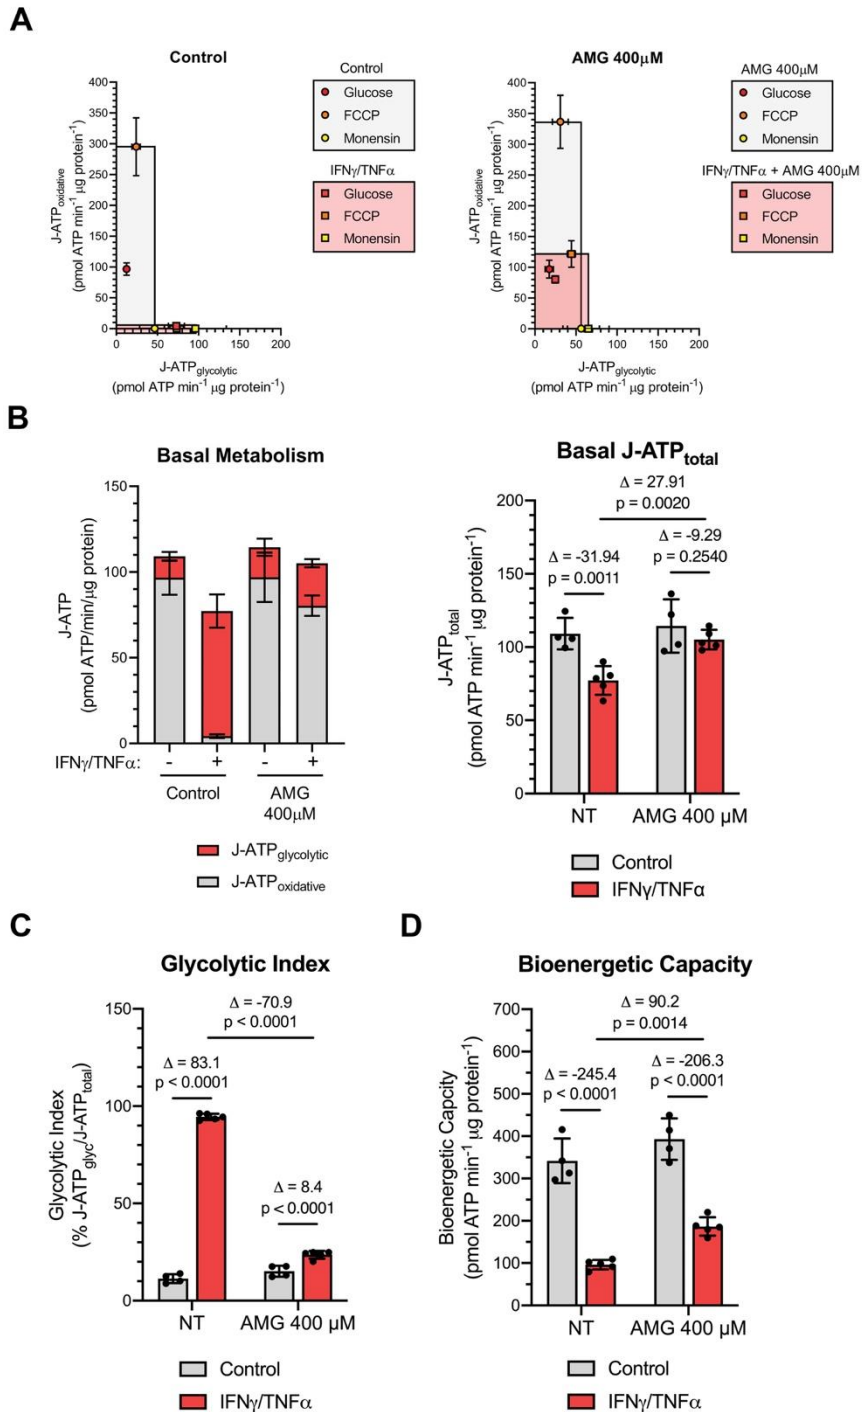 A
Control
J-ATPoxidative
(pmol ATP min-1 μg protein-1)
400
350
300
250
200
150
100
50
0
0 50 100 150 200
J-ATPglycolytic
(pmol ATP min-1 μg protein-1)
Control
Glucose
FCCP
Monensin
IFNγ/TNFα
Glucose
FCCP
Monensin
AMG 400μM
J-ATPoxidative
(pmol ATP min-1 μg protein-1)
400
350
300
250
200
150
100
50
0
0 50 100 150 200
J-ATPglycolytic
(pmol ATP min-1 μg protein-1)
AMG 400μM
Glucose
FCCP
Monensin
IFNγ/TNFα + AMG 400μM
Glucose
FCCP
Monensin
B
Basal Metabolism
J-ATP
(pmol ATP/min/μg protein)
150
100
50
0
IFNγ/TNFα: - + - +
Control AMG
400μM
J-ATPglycolytic
J-ATPoxidative
Basal J-ATPtotal
J-ATPtotal
(pmol ATP min-1 μg protein-1)
200
150
100
50
0
Δ = 27.91
p = 0.0020
Δ = -31.94
p = 0.0011
Δ = -9.29
p = 0.2540
NT AMG 400 μM
Control
IFNγ/TNFα
C
Glycolytic Index
Glycolytic Index
(% J-ATPglyc/J-ATPtotal)
150
100
50
0
Δ = -70.9
p < 0.0001
Δ = 83.1
p < 0.0001
Δ = 8.4
p < 0.0001
NT AMG 400 μM
Control
IFNγ/TNFα
D
Bioenergetic Capacity
Bioenergetic Capcity
(pmol ATP min-1 μg protein-1)
700
600
500
400
300
200
100
0
Δ = 90.2
p = 0.0014
Δ = -245.4
p < 0.0001
Δ = -206.3
p < 0.0001
NT AMG 400 μM
Control
IFNγ/TNFα